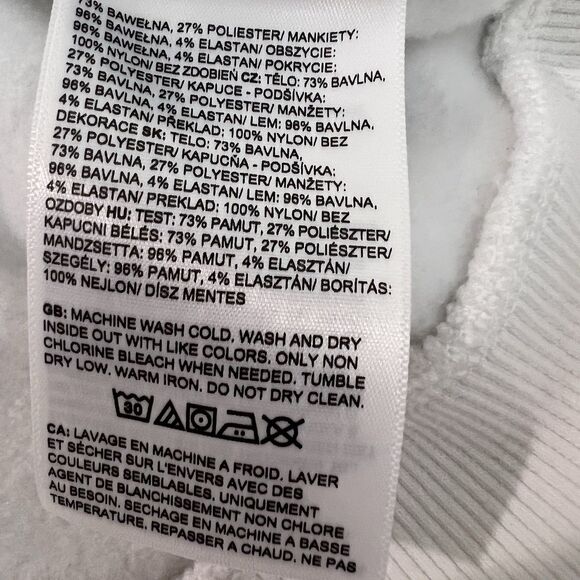 73% BAWEŁNA, 27% POLIESTER/ MANKIETY:
96% BAWEŁNA, 4% ELASTAN/ OBSZYCIE:
96% BAWEŁNA, 4% ELASTAN/ POKRYCIE:
100% NYLON/ BEZ ZDOBIEŃ CZ: TĚLO: 73% BAVLNA,
27% POLYESTER/ KAPUCE - PODŠÍVKA:
73% BAVLNA, 27% POLYESTER/ MANŽETY:
96% BAVLNA, 4% ELASTAN/ LEM: 96% BAVLNA,
4% ELASTAN/ PŘEKLAD: 100% NYLON/ BEZ
DEKORACE SK: TELO: 73% BAVLNA,
27% POLYESTER/ KAPUCŇA - PODŠÍVKA:
73% BAVLNA, 27% POLYESTER/ MANŽETY:
96% BAVLNA, 4% ELASTAN/ LEM: 96% BAVLNA,
4% ELASTAN/ PREKLAD: 100% NYLON/ BEZ
OZDOBY HU: TEST: 73% PAMUT, 27% POLIÉSZTER/
KAPUCNI BÉLÉS: 73% PAMUT, 27% POLIÉSZTER/
MANDZSETTA: 96% PAMUT, 4% ELASZTÁN/
SZEGÉLY: 96% PAMUT, 4% ELASZTÁN/ BORÍTÁS:
100% NEJLON/ DÍSZ MENTES
GB: MACHINE WASH COLD. WASH AND DRY
INSIDE OUT WITH LIKE COLORS. ONLY NON
CHLORINE BLEACH WHEN NEEDED. TUMBLE
DRY LOW. WARM IRON. DO NOT DRY CLEAN.
30
CA: LAVAGE EN MACHINE A FROID. LAVER
ET SÉCHER SUR L'ENVERS AVEC DES
COULEURS SEMBLABLES. UNIQUEMENT
AGENT DE BLANCHISSEMENT NON CHLORE
AU BESOIN. SECHAGE EN MACHINE A BASSE
TEMPERATURE. REPASSER A CHAUD. NE PAS